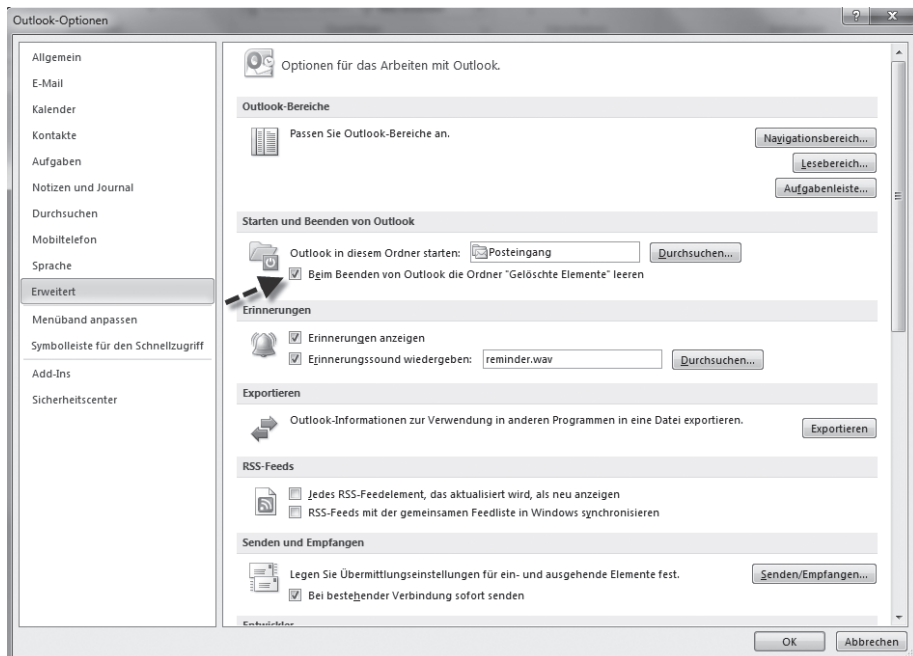 Outlook-Optionen
Allgemein
E-Mail
Kalender
Kontakte
Aufgaben
Notizen und Journal
Durchsuchen
Mobiltelefon
Sprache
Erweitert
Menüband anpassen
Symbolleiste für den Schnellzugriff
Add-Ins
Sicherheitscenter
Optionen für das Arbeiten mit Outlook.
Outlook-Bereiche
Passen Sie Outlook-Bereiche an.
Navigationsbereich...
Lesebereich...
Aufgabenleiste...
Starten und Beenden von Outlook
Outlook in diesem Ordner starten: Posteingang Durchsuchen...
Beim Beenden von Outlook die Ordner "Gelöschte Elemente" leeren
Erinnerungen
Erinnerungen anzeigen
Erinnerungssound wiedergeben: reminder.wav Durchsuchen...
Exportieren
Outlook-Informationen zur Verwendung in anderen Programmen in eine Datei exportieren.
Exportieren
RSS-Feeds
Jedes RSS-Feedelement, das aktualisiert wird, als neu anzeigen
RSS-Feeds mit der gemeinsamen Feedliste in Windows synchronisieren
Senden und Empfangen
Legen Sie Übermittlungseinstellungen für ein- und ausgehende Elemente fest. Senden/Empfangen...
Bei bestehender Verbindung sofort senden
Entwickler
OK Abbrechen